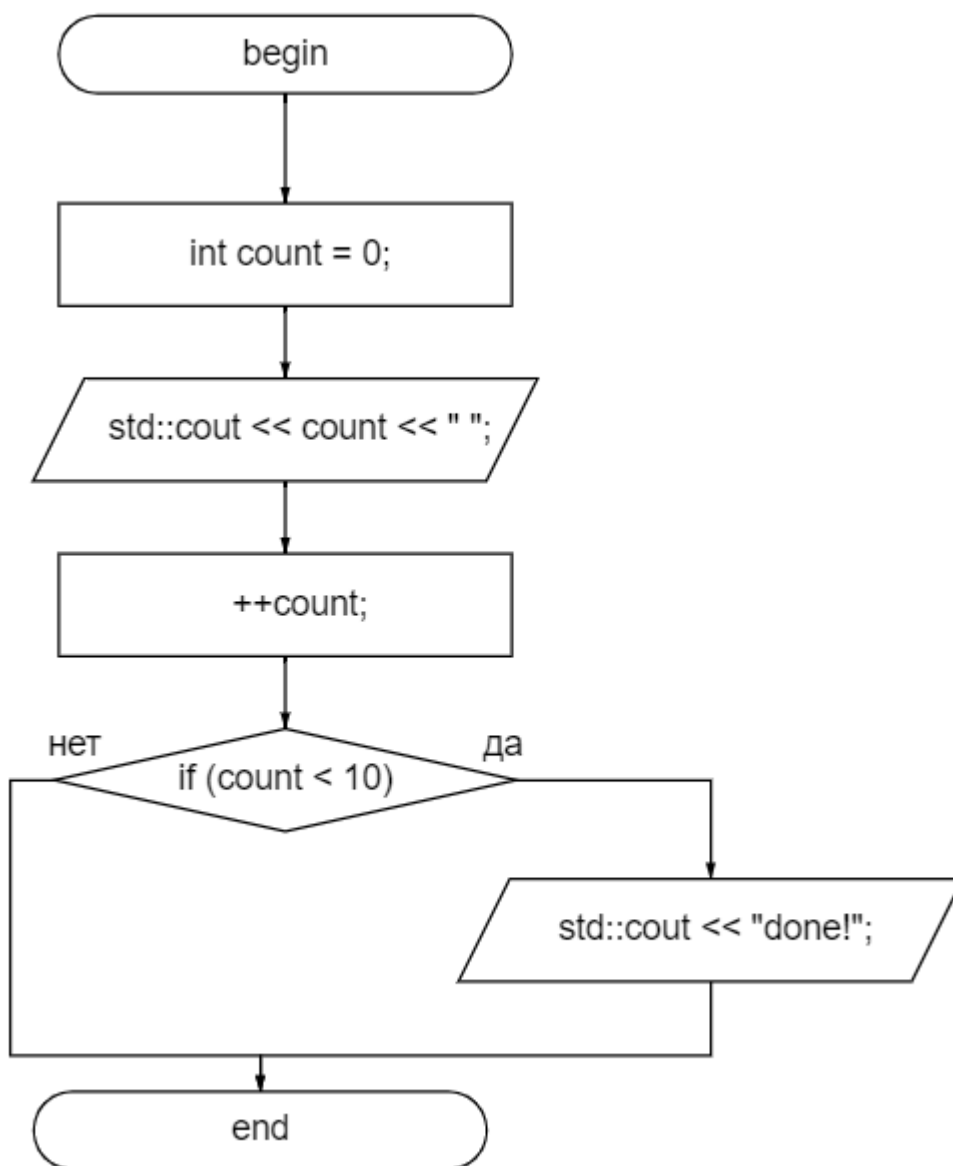 begin
int count = 0;
std::cout << count << " ";
++count;
нет
да
if (count < 10)
std::cout << "done!";
end